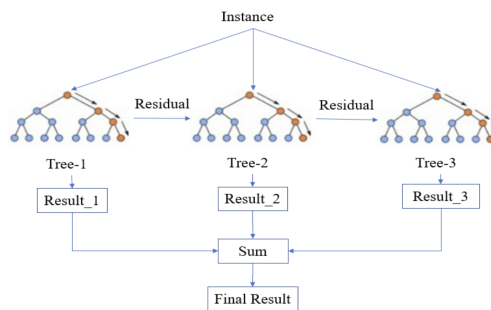 Instance
Residual
Residual
Tree-1
Tree-2
Tree-3
Result_1
Result_2
Result_3
Sum
Final Result